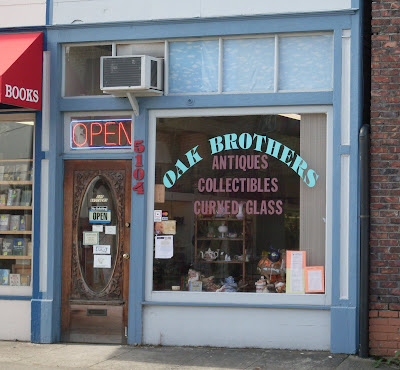 BOOKS
OPEN
5104
OPEN
OAK BROTHERS
ANTIQUES
COLLECTIBLES
CURVED GLASS